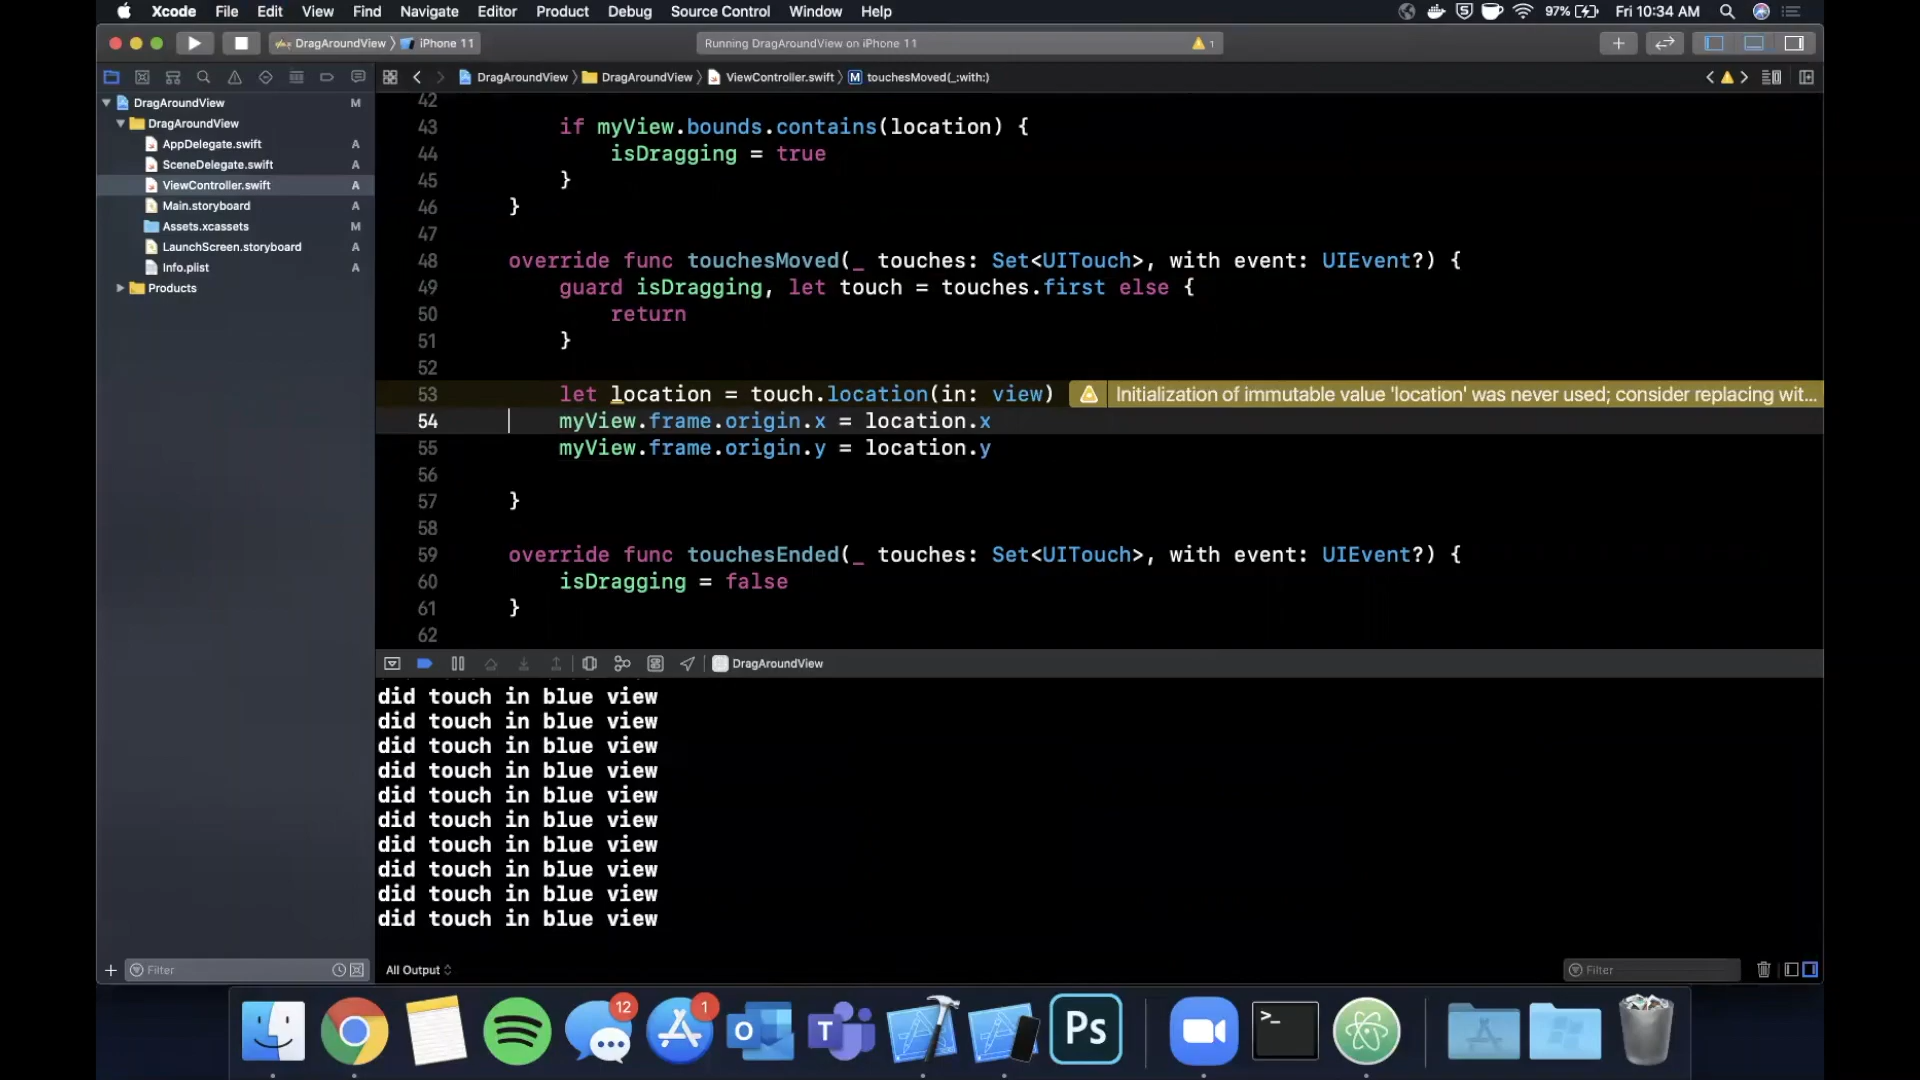 Xcode File Edit View Find Navigate Editor Product Debug Source Control Window Help 97% Fri 10:34 AM
DragAroundView iPhone 11 Running DragAroundView on iPhone 11 1
DragAroundView DragAroundView ViewController.swift M touchesMoved(_:with:)
DragAroundView M
DragAroundView
AppDelegate.swift A
SceneDelegate.swift A
ViewController.swift A
Main.storyboard A
Assets.xcassets M
LaunchScreen.storyboard A
Info.plist A
Products
42
43 if myView.bounds.contains(location) {
44 isDragging = true
45 }
46 }
47
48 override func touchesMoved(_ touches: Set<UITouch>, with event: UIEvent?) {
49 guard isDragging, let touch = touches.first else {
50 return
51 }
52
53 let location = touch.location(in: view) Initialization of immutable value 'location' was never used; consider replacing wit...
54 myView.frame.origin.x = location.x
55 myView.frame.origin.y = location.y
56
57 }
58
59 override func touchesEnded(_ touches: Set<UITouch>, with event: UIEvent?) {
60 isDragging = false
61 }
62
DragAroundView
did touch in blue view
did touch in blue view
did touch in blue view
did touch in blue view
did touch in blue view
did touch in blue view
did touch in blue view
did touch in blue view
did touch in blue view
did touch in blue view
Filter All Output Filter
12 1
O T Ps >_